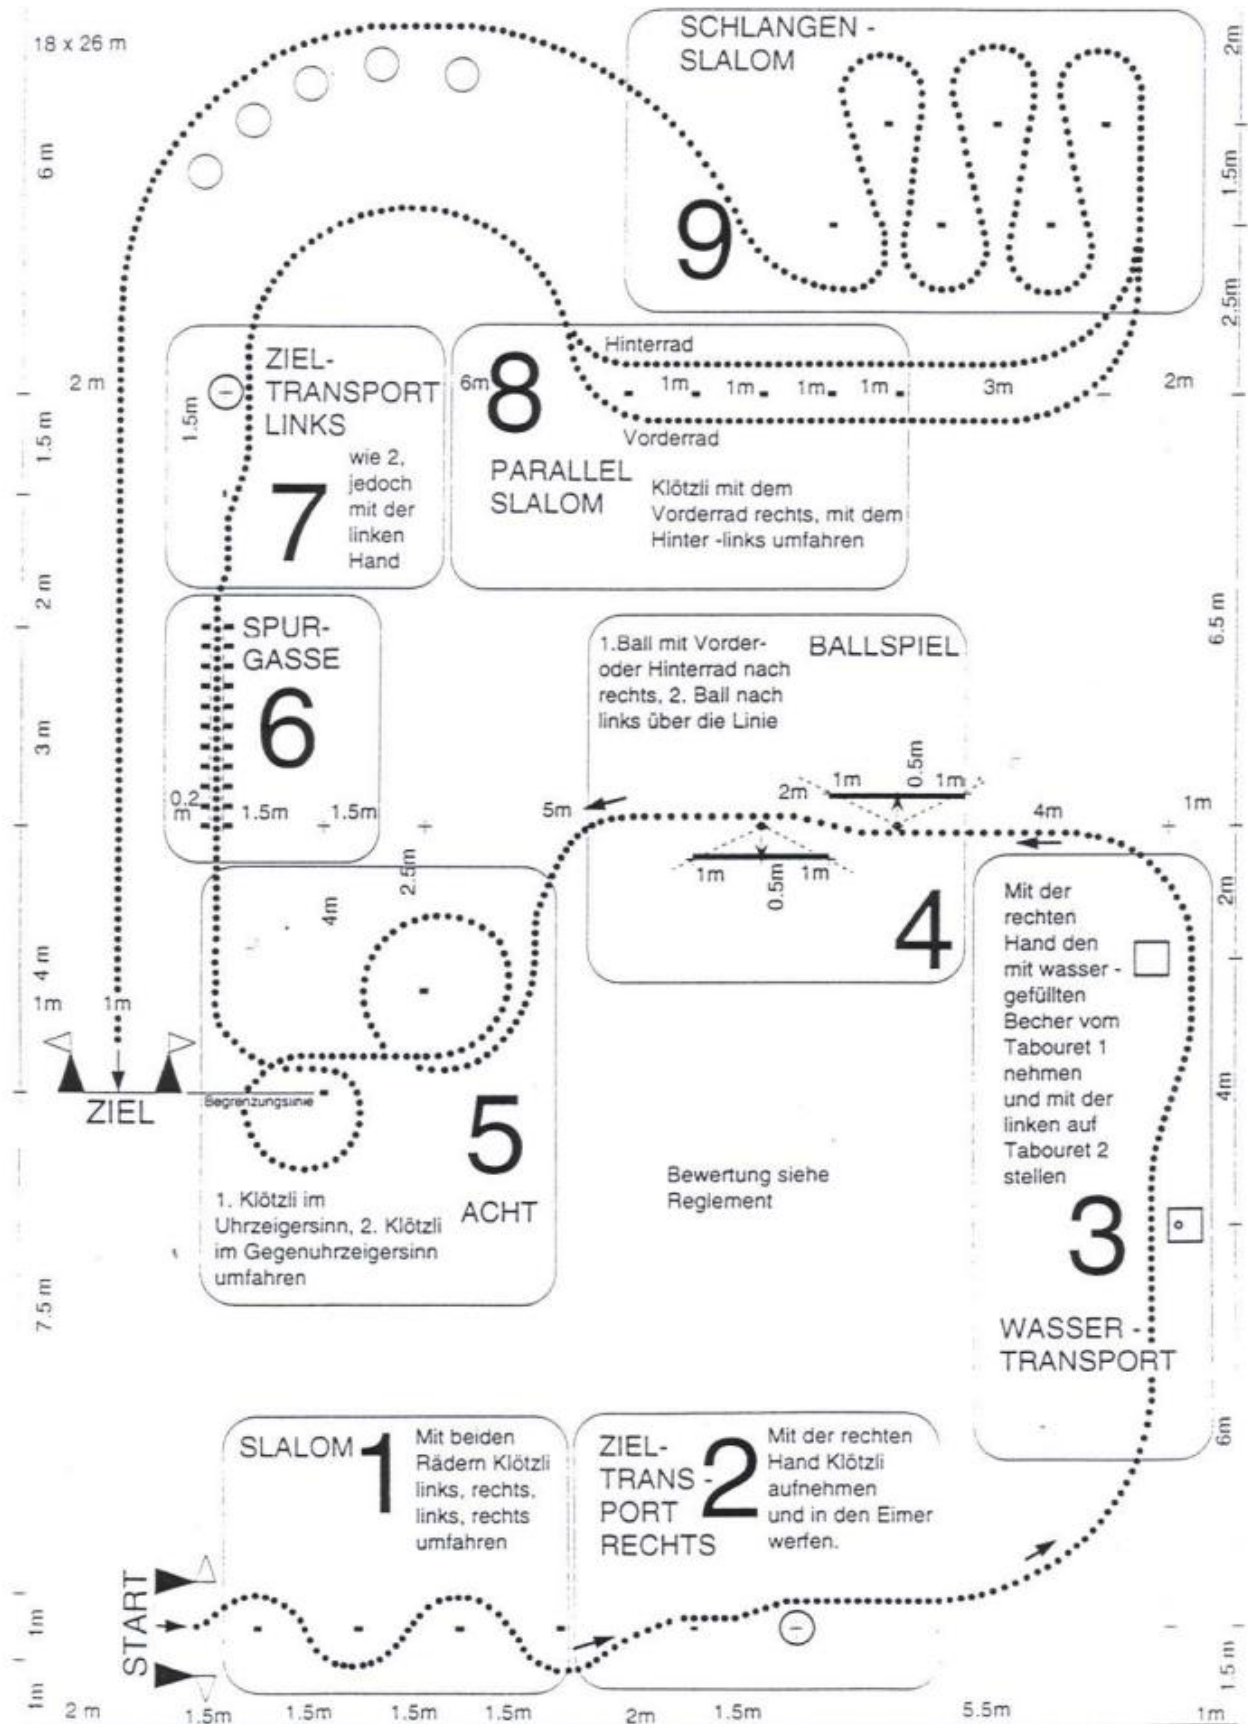 18 x 26 m
SCHLANGEN -
SLALOM
2m
6 m
1.5m
9
2.5m
ZIEL-
TRANSPORT
LINKS
2 m
1.5m
1.5 m
7
wie 2,
jedoch
mit der
linken
Hand
Hinterrad
6m
8
1m
1m
1m
1m
3m
2m
Vorderrad
PARALLEL
SLALOM
Klötzli mit dem
Vorderrad rechts, mit dem
Hinter -links umfahren
2 m
SPUR-
GASSE
6
3 m
0.2
m
1.5m
1.5m
6.5m
1.Ball mit Vorder-
oder Hinterrad nach
rechts, 2. Ball nach
links über die Linie
BALLSPIEL
5m
2m
1m
0.5m
1m
4m
1m
1m
0.5m
1m
4
4m
2.5m
4 m
1m
1m
ZIEL
Begrenzungslinie
5
ACHT
1. Klötzli im
Uhrzeigersinn, 2. Klötzli
im Gegenuhrzeigersinn
umfahren
Mit der
rechten
Hand den
mit wasser -
gefüllten
Becher vom
Tabouret 1
nehmen
und mit der
linken auf
Tabouret 2
stellen
2m
4m
3
WASSER -
TRANSPORT
6m
Bewertung siehe
Reglement
7.5 m
SLALOM
1
Mit beiden
Rädern Klötzli
links, rechts,
links, rechts
umfahren
ZIEL-
TRANS -
PORT
RECHTS
2
Mit der rechten
Hand Klötzli
aufnehmen
und in den Eimer
werfen.
START
1m
1m
2 m
1.5m
1.5m
1.5m
1.5m
2m
1.5m
5.5m
1m
1.5 m